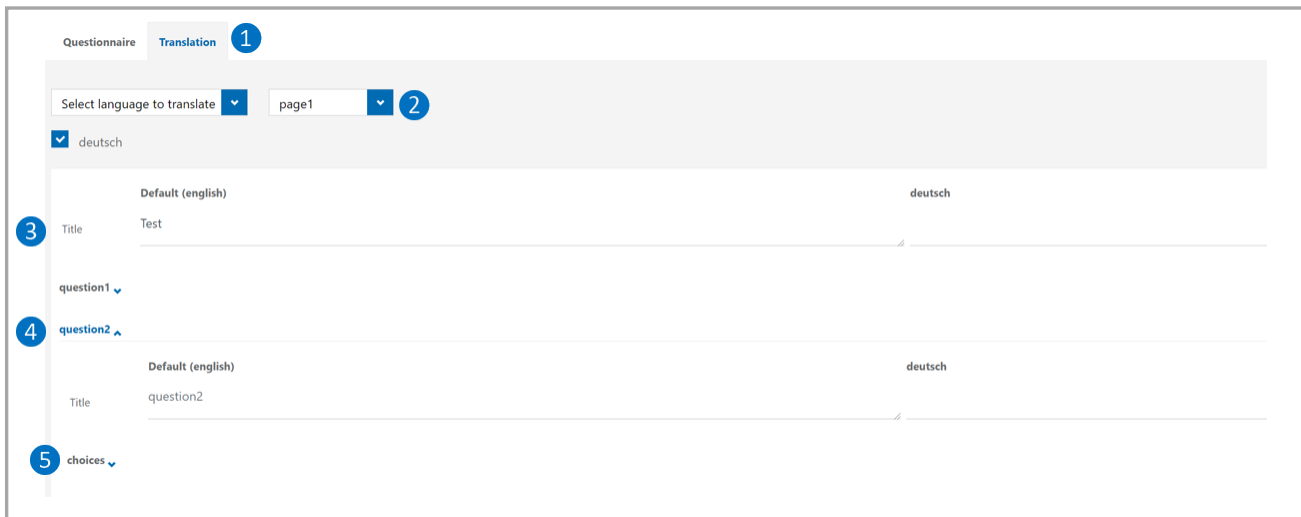 Questionnaire Translation 1
Select language to translate page1 2
deutsch
Default (english) deutsch
3 Title Test
question1
4 question2
Default (english) deutsch
Title question2
5 choices